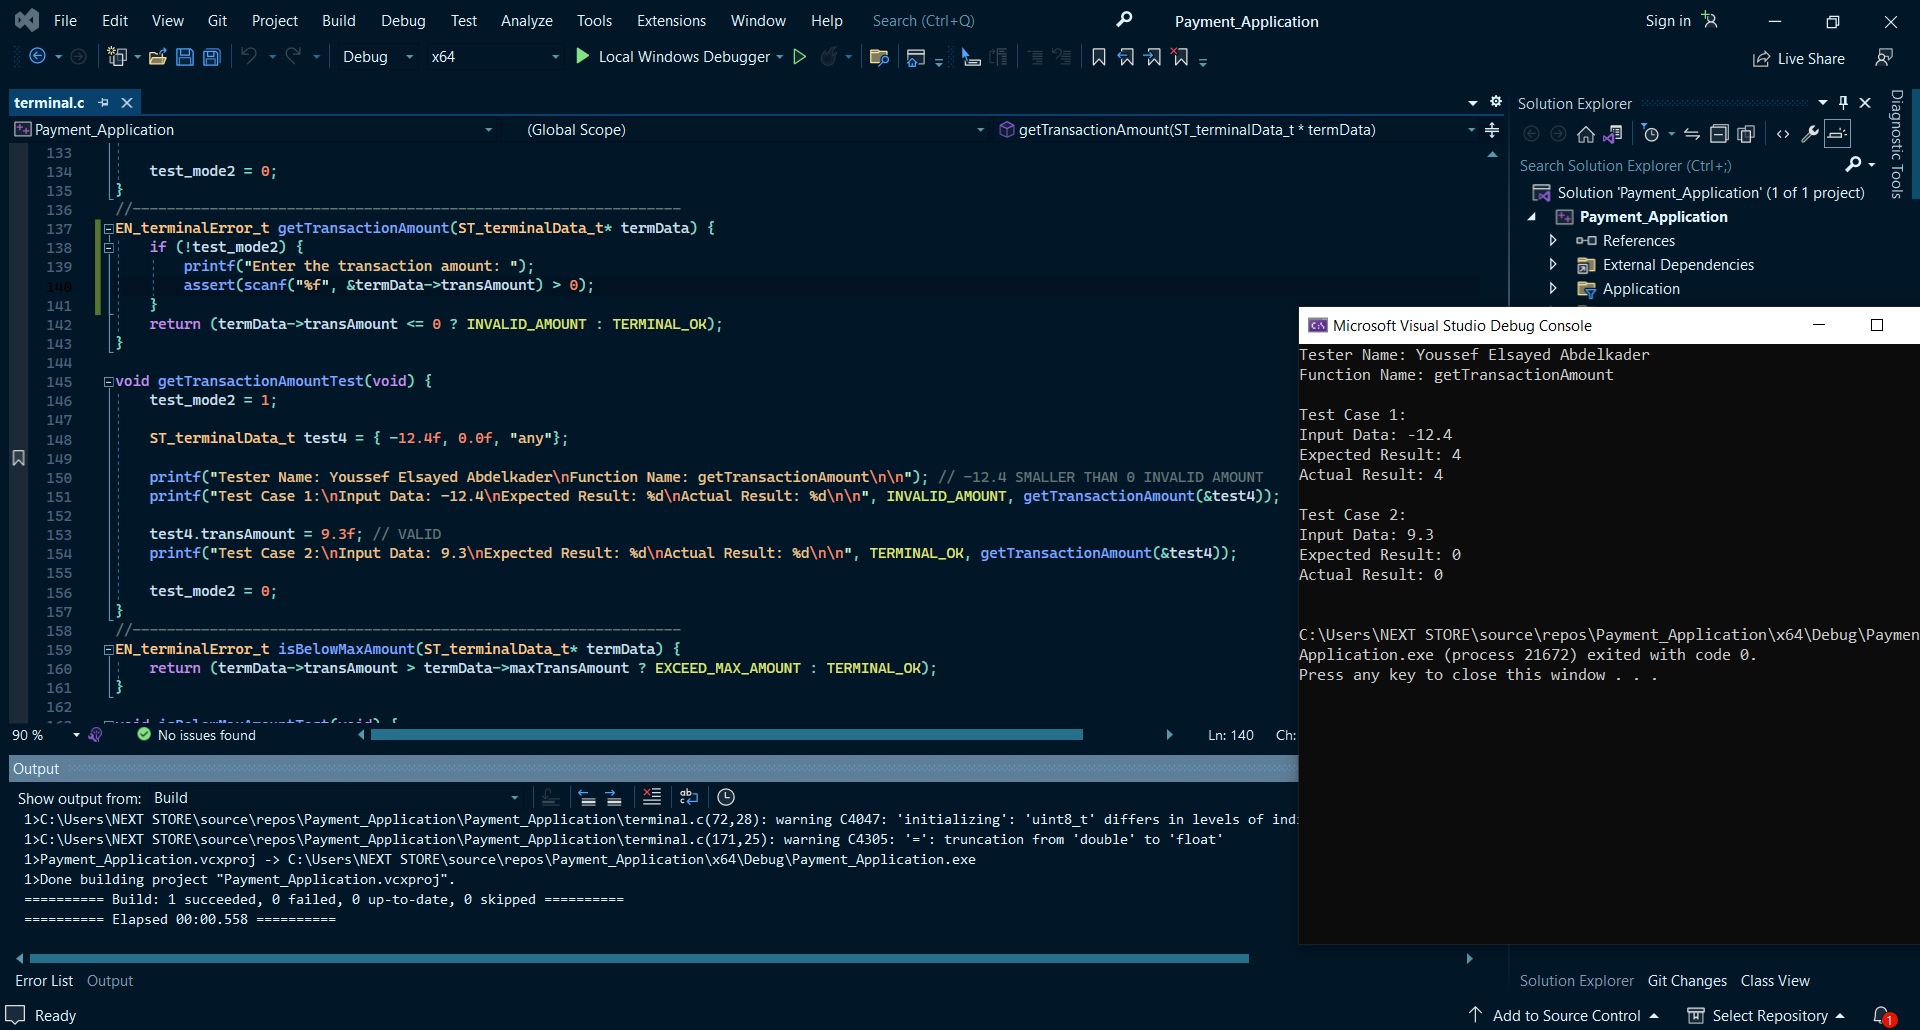 File Edit View Git Project Build Debug Test Analyze Tools Extensions Window Help Search (Ctrl+Q) Payment_Application Sign in
Debug x64 Local Windows Debugger Live Share
terminal.c
Payment_Application (Global Scope) getTransactionAmount(ST_terminalData_t * termData)
133
134 test_mode2 = 0;
135 }
136 //----------------------------------------------------------------
137 EN_terminalError_t getTransactionAmount(ST_terminalData_t* termData) {
138 if (!test_mode2) {
139 printf("Enter the transaction amount: ");
140 assert(scanf("%f", &termData->transAmount) > 0);
141 }
142 return (termData->transAmount <= 0 ? INVALID_AMOUNT : TERMINAL_OK);
143 }
144
145 void getTransactionAmountTest(void) {
146 test_mode2 = 1;
147
148 ST_terminalData_t test4 = { -12.4f, 0.0f, "any"};
149
150 printf("Tester Name: Youssef Elsayed Abdelkader\nFunction Name: getTransactionAmount\n\n"); // -12.4 SMALLER THAN 0 INVALID AMOUNT
151 printf("Test Case 1:\nInput Data: -12.4\nExpected Result: %d\nActual Result: %d\n\n", INVALID_AMOUNT, getTransactionAmount(&test4));
152
153 test4.transAmount = 9.3f; // VALID
154 printf("Test Case 2:\nInput Data: 9.3\nExpected Result: %d\nActual Result: %d\n\n", TERMINAL_OK, getTransactionAmount(&test4));
155
156 test_mode2 = 0;
157 }
158 //----------------------------------------------------------------
159 EN_terminalError_t isBelowMaxAmount(ST_terminalData_t* termData) {
160 return (termData->transAmount > termData->maxTransAmount ? EXCEED_MAX_AMOUNT : TERMINAL_OK);
161 }
162
90 % No issues found Ln: 140 Ch:
Output
Show output from: Build
1>C:\Users\NEXT STORE\source\repos\Payment_Application\Payment_Application\terminal.c(72,28): warning C4047: 'initializing': 'uint8_t' differs in levels of ind
1>C:\Users\NEXT STORE\source\repos\Payment_Application\Payment_Application\terminal.c(171,25): warning C4305: '=': truncation from 'double' to 'float'
1>Payment_Application.vcxproj -> C:\Users\NEXT STORE\source\repos\Payment_Application\x64\Debug\Payment_Application.exe
1>Done building project "Payment_Application.vcxproj".
========== Build: 1 succeeded, 0 failed, 0 up-to-date, 0 skipped ==========
========== Elapsed 00:00.558 ==========
Error List Output
Ready
Solution Explorer
Search Solution Explorer (Ctrl+;)
Solution 'Payment_Application' (1 of 1 project)
Payment_Application
References
External Dependencies
Application
Diagnostic Tools
Microsoft Visual Studio Debug Console
Tester Name: Youssef Elsayed Abdelkader
Function Name: getTransactionAmount
Test Case 1:
Input Data: -12.4
Expected Result: 4
Actual Result: 4
Test Case 2:
Input Data: 9.3
Expected Result: 0
Actual Result: 0
C:\Users\NEXT STORE\source\repos\Payment_Application\x64\Debug\Paymen
Application.exe (process 21672) exited with code 0.
Press any key to close this window . . .
Solution Explorer Git Changes Class View
Add to Source Control Select Repository 1